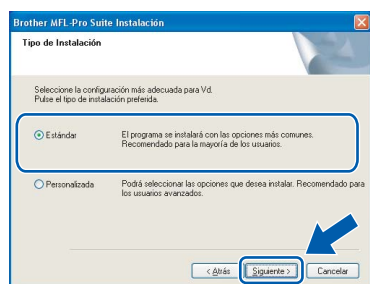 Brother MFL-Pro Suite Instalación
Tipo de Instalación
Seleccione la configuración más adecuada para Vd.
Pulse el tipo de instalación preferida.
Estándar
El programa se instalará con las opciones más comunes.
Recomendado para la mayoría de los usuarios.
Personalizada
Podrá seleccionar las opciones que desea instalar. Recomendado para
los usuarios avanzados.
< Atrás
Siguiente >
Cancelar